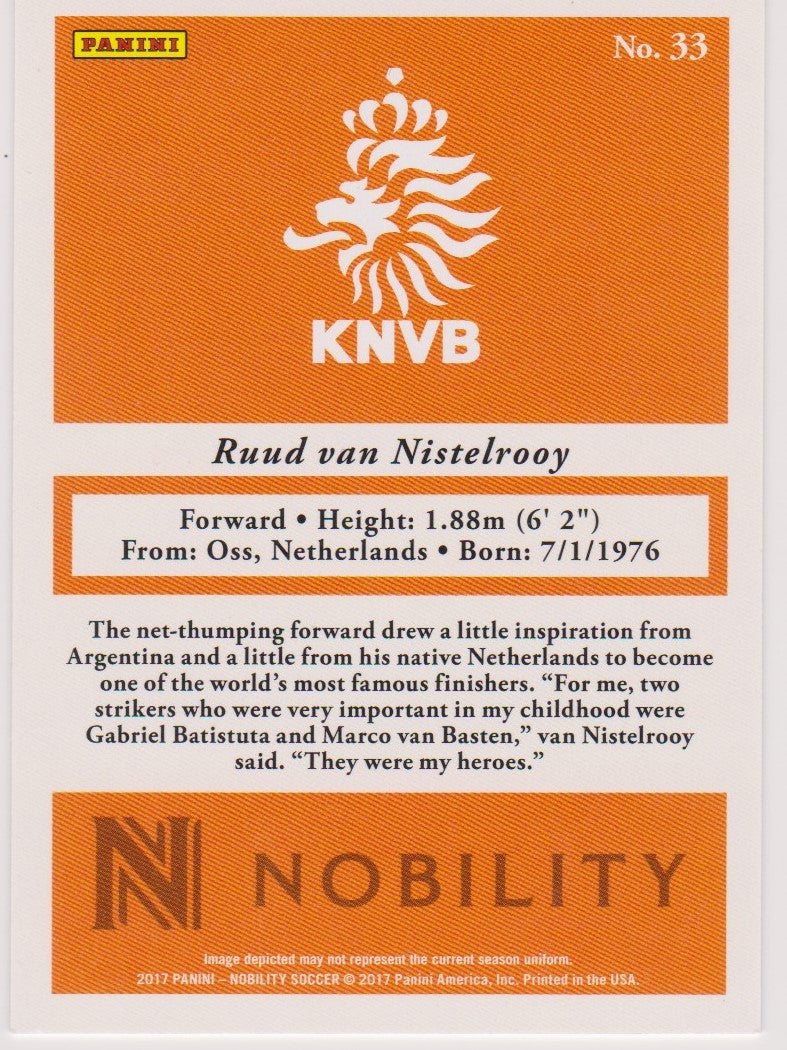 PANINI
No. 33
KNVB
Ruud van Nistelrooy
Forward • Height: 1.88m (6' 2")
From: Oss, Netherlands • Born: 7/1/1976
The net-thumping forward drew a little inspiration from
Argentina and a little from his native Netherlands to become
one of the world's most famous finishers. “For me, two
strikers who were very important in my childhood were
Gabriel Batistuta and Marco van Basten,” van Nistelrooy
said. “They were my heroes.”
N NOBILITY
Image depicted may not represent the current season uniform.
2017 PANINI – NOBILITY SOCCER © 2017 Panini America, Inc. Printed in the USA.